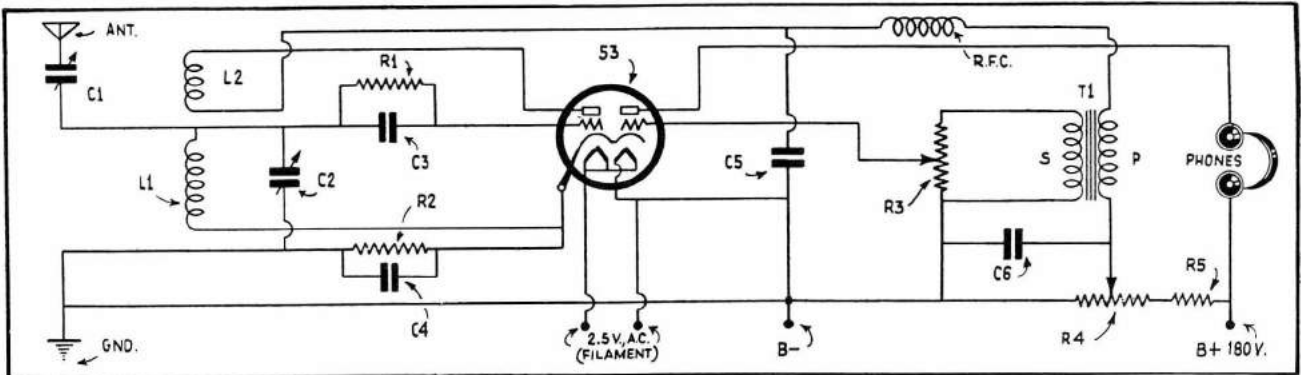 ANT.
C1
L2
R1
C3
53
R.F.C.
T1
L1
C2
R2
C4
C5
R3
S
P
PHONES
C6
R5
R4
GND.
2.5V., A.C.
(FILAMENT)
B-
B+ 180 V.